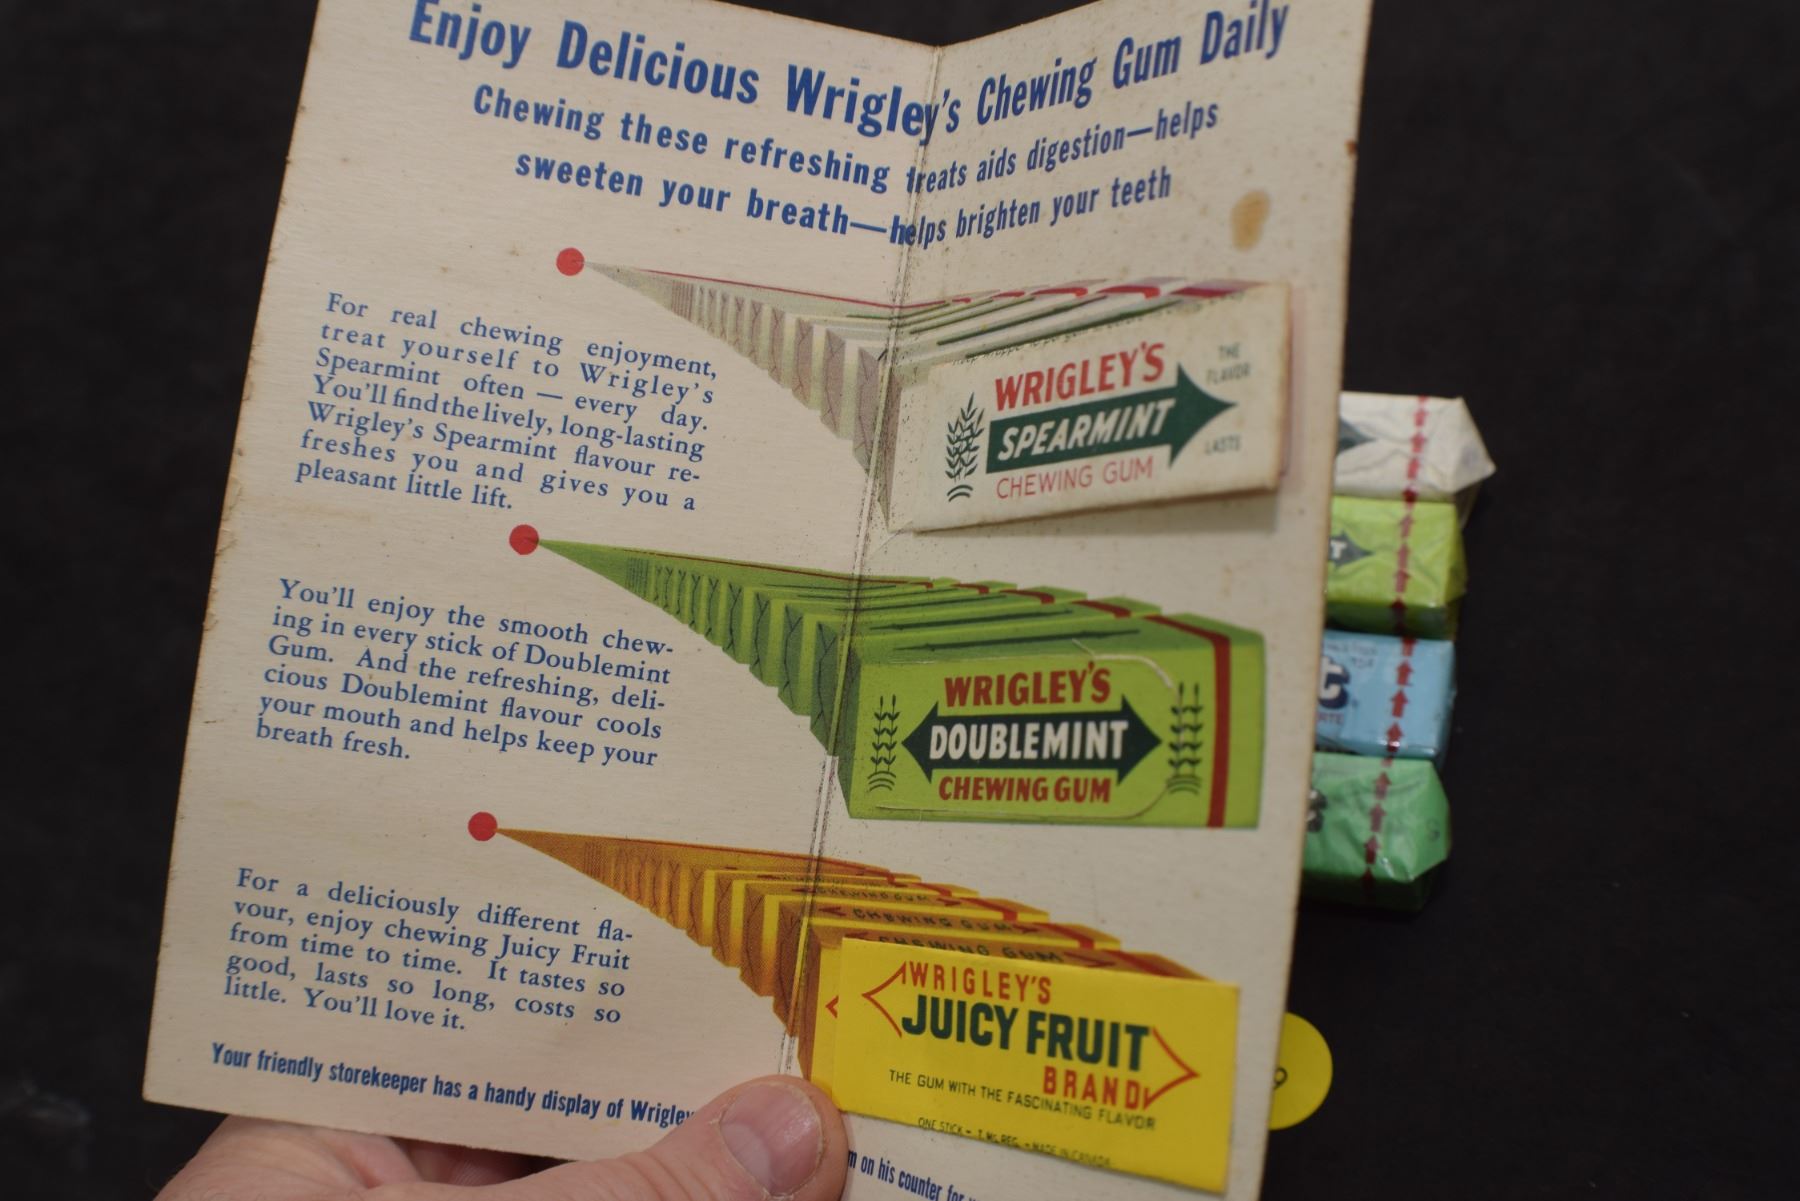 Enjoy Delicious Wrigley's Chewing Gum Daily
Chewing these refreshing treats aids digestion—helps
sweeten your breath—helps brighten your teeth
For real chewing enjoyment,
treat yourself to Wrigley's
Spearmint often — every day.
You'll find the lively, long-lasting
Wrigley's Spearmint flavour re-
freshes you and gives you a
pleasant little lift.
WRIGLEY'S
SPEARMINT
CHEWING GUM
THE
FLAVOR
LASTS
You'll enjoy the smooth chew-
ing in every stick of Doublemint
Gum. And the refreshing, deli-
cious Doublemint flavour cools
your mouth and helps keep your
breath fresh.
WRIGLEY'S
DOUBLEMINT
CHEWING GUM
For a deliciously different fla-
vour, enjoy chewing Juicy Fruit
from time to time. It tastes so
good, lasts so long, costs so
little. You'll love it.
CHEWING GUM
CHEWING GUM
CHEWING GUM
WRIGLEY'S
JUICY FRUIT
BRAND
THE GUM WITH THE FASCINATING FLAVOR
ONE STICK - T.M. REG. - MADE IN CANADA
Your friendly storekeeper has a handy display of Wrigley
on his counter for
T